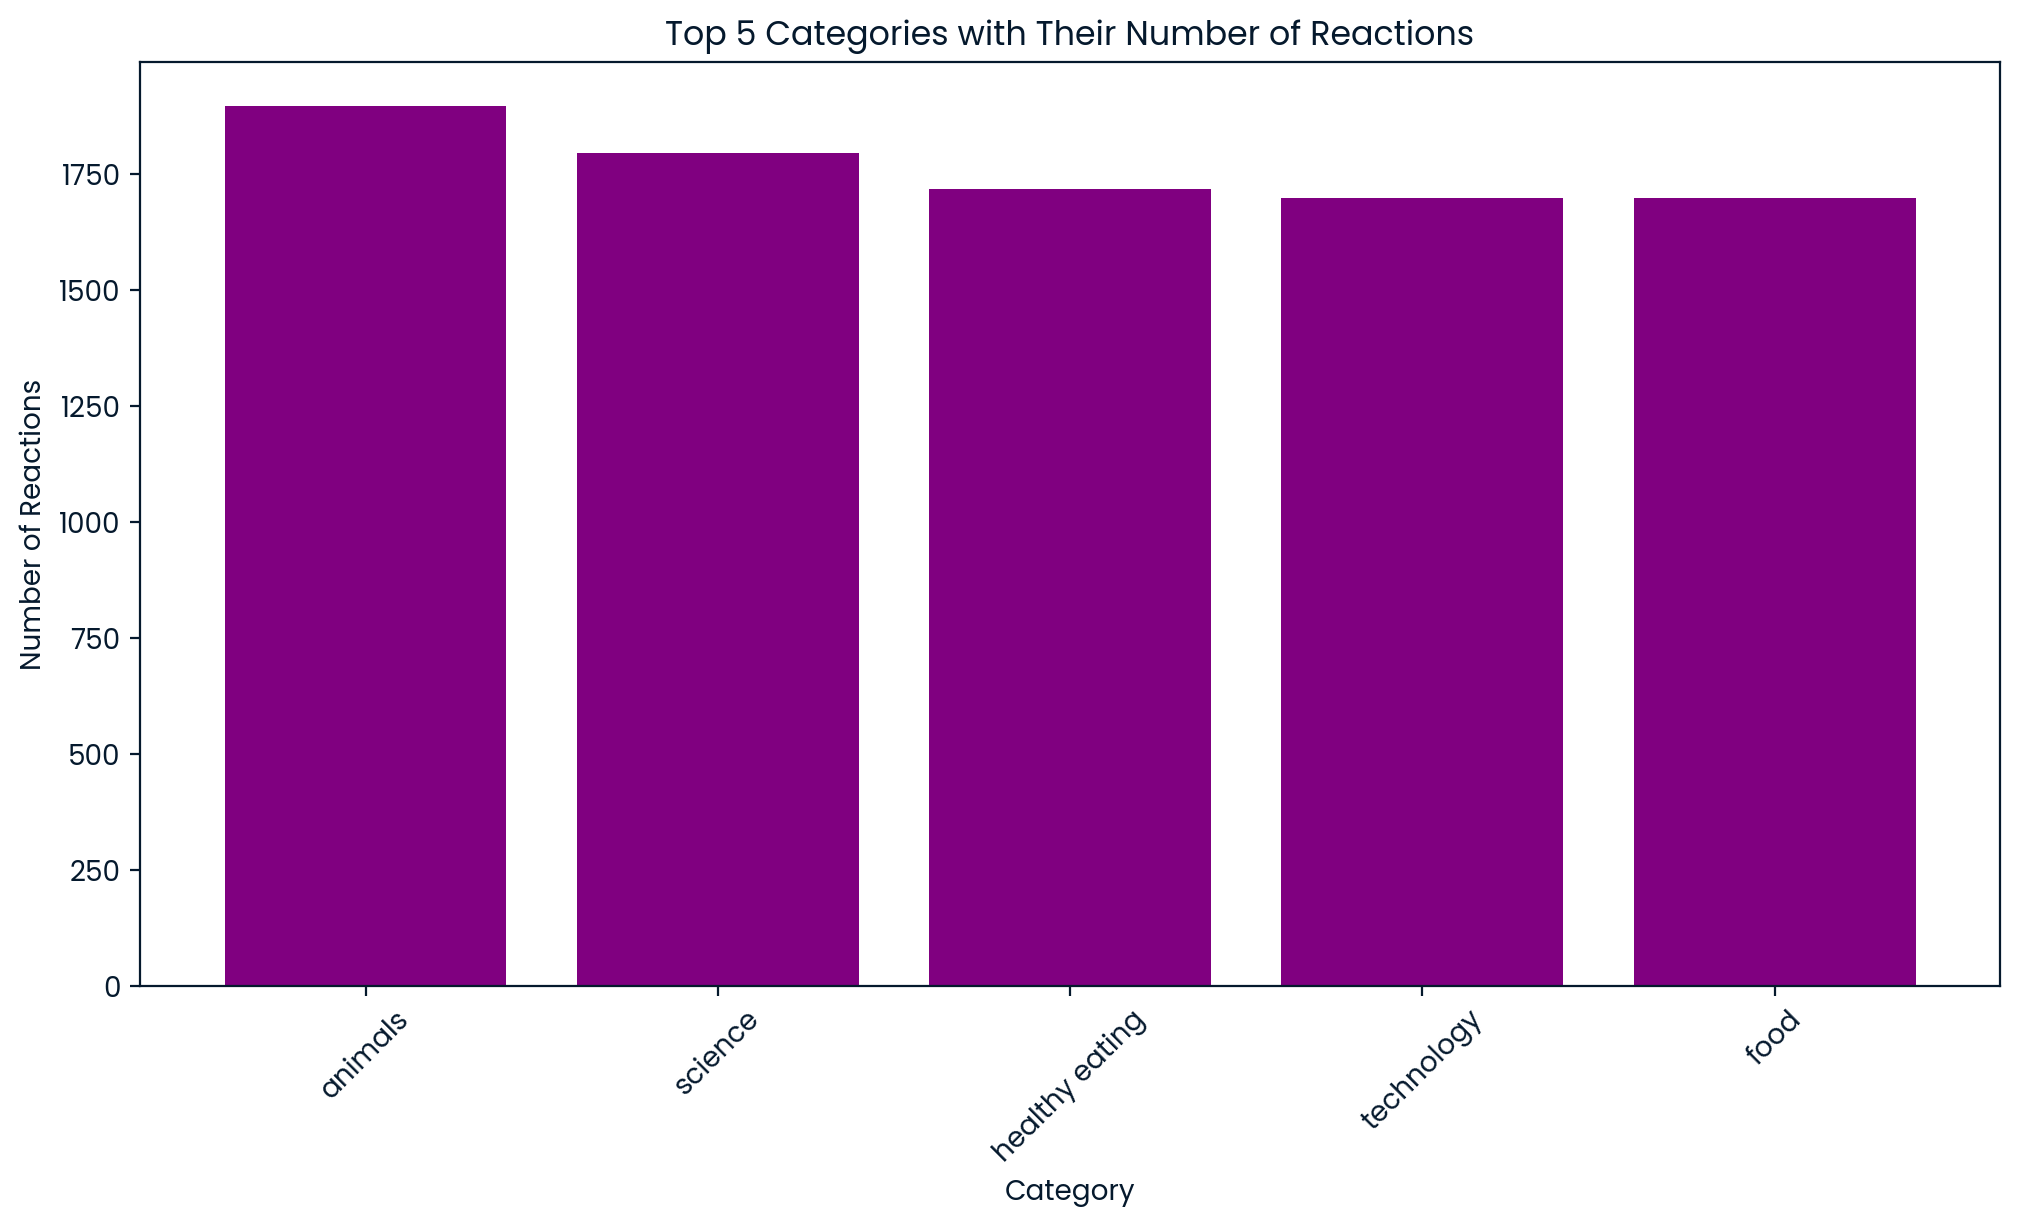 Top 5 Categories with Their Number of Reactions
Number of Reactions
1750
1500
1250
1000
750
500
250
0
animals
science
healthy eating
technology
food
Category